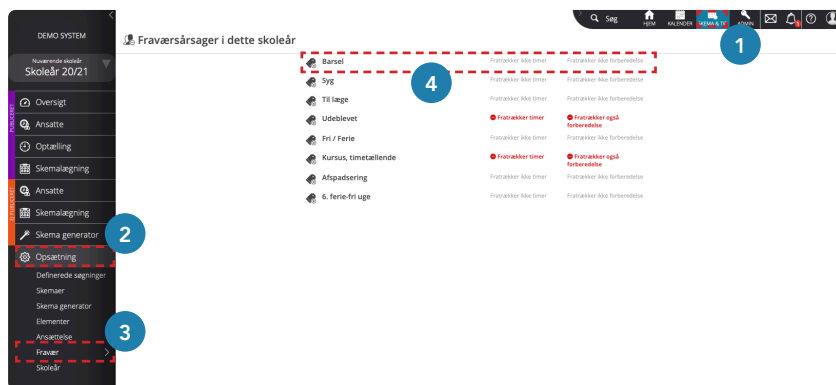 Søg
HJEM
KALENDER
SKEMA & TID
ADMIN
DEMO SYSTEM
Nuværende skoleår
Skoleår 20/21
Fraværsårsager i dette skoleår
1
PUBLICERET
Oversigt
Ansatte
Optælling
Skemalægning
Ansatte
Skemalægning
Skema generator
2
Opsætning
Definerede søgninger
Skemaer
Skema generator
Elementer
Ansættelse
3
Fravær
Skoleår
Barsel Fratrækker ikke timer Fratrækker ikke forberedelse
4
Syg Fratrækker ikke timer Fratrækker ikke forberedelse
Til læge Fratrækker ikke timer Fratrækker ikke forberedelse
Udeblevet Fratrækker timer Fratrækker også
forberedelse
Fri / Ferie Fratrækker ikke timer Fratrækker ikke forberedelse
Kursus, timetællende Fratrækker timer Fratrækker også
forberedelse
Afspadsering Fratrækker ikke timer Fratrækker ikke forberedelse
6. ferie-fri uge Fratrækker ikke timer Fratrækker ikke forberedelse